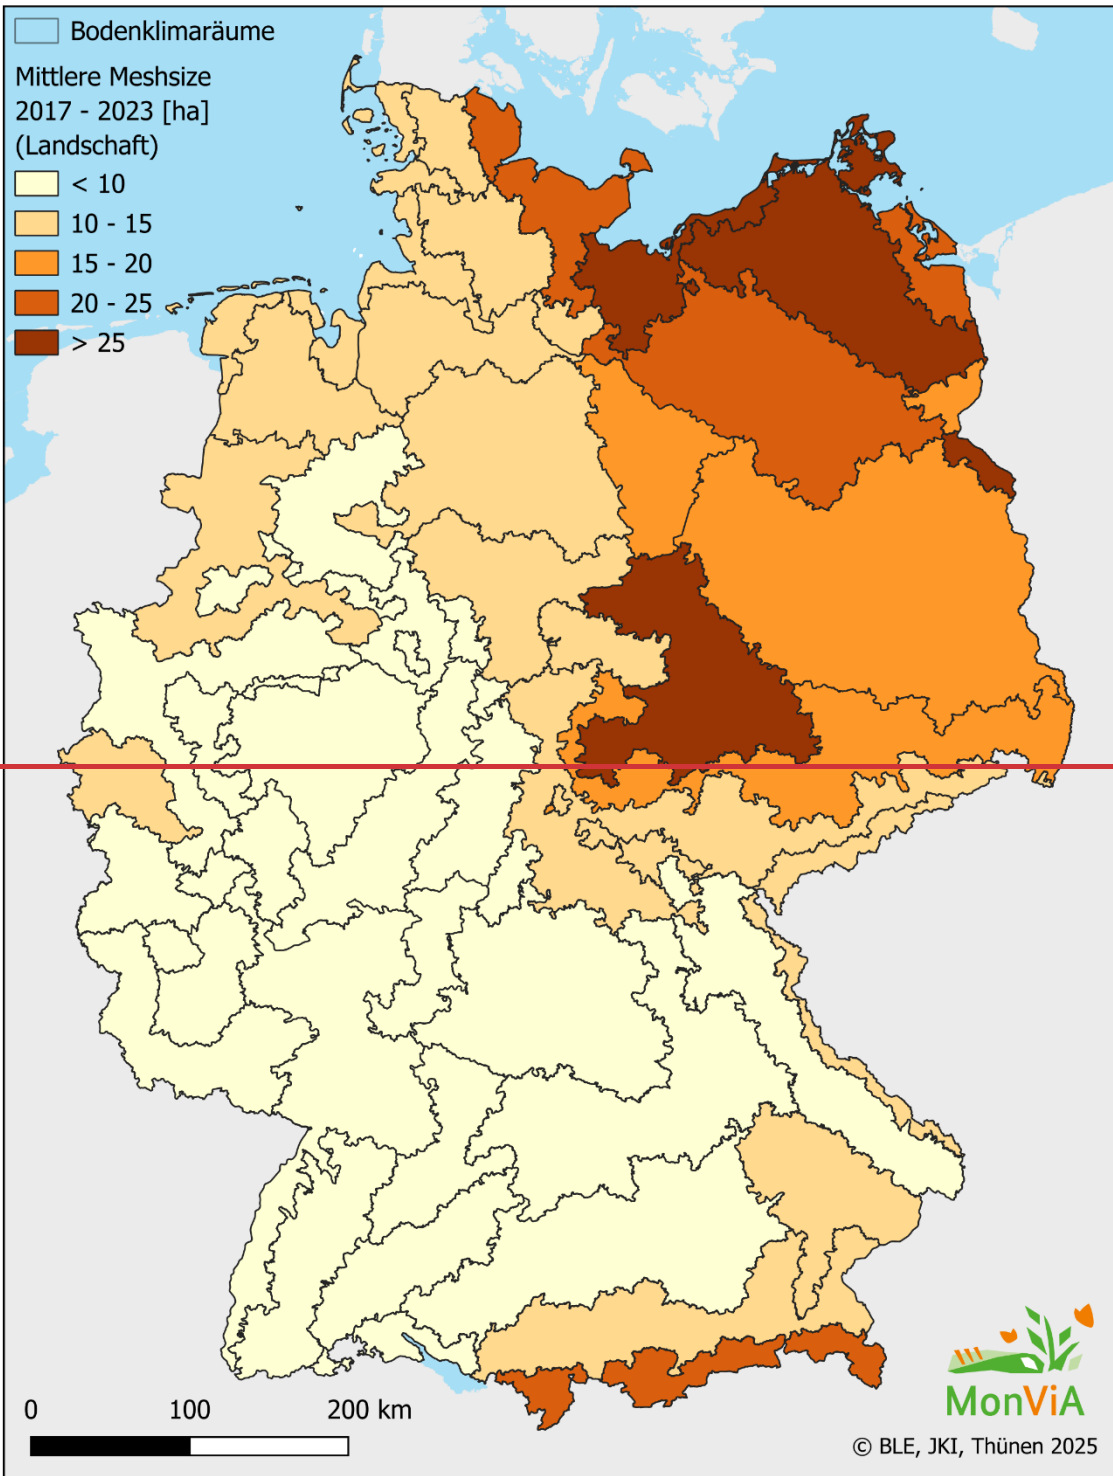 Bodenklimaräume
Mittlere Meshsize
2017 - 2023 [ha]
(Landschaft)
< 10
10 - 15
15 - 20
20 - 25
> 25
0 100 200 km
MonViA
© BLE, JKI, Thünen 2025